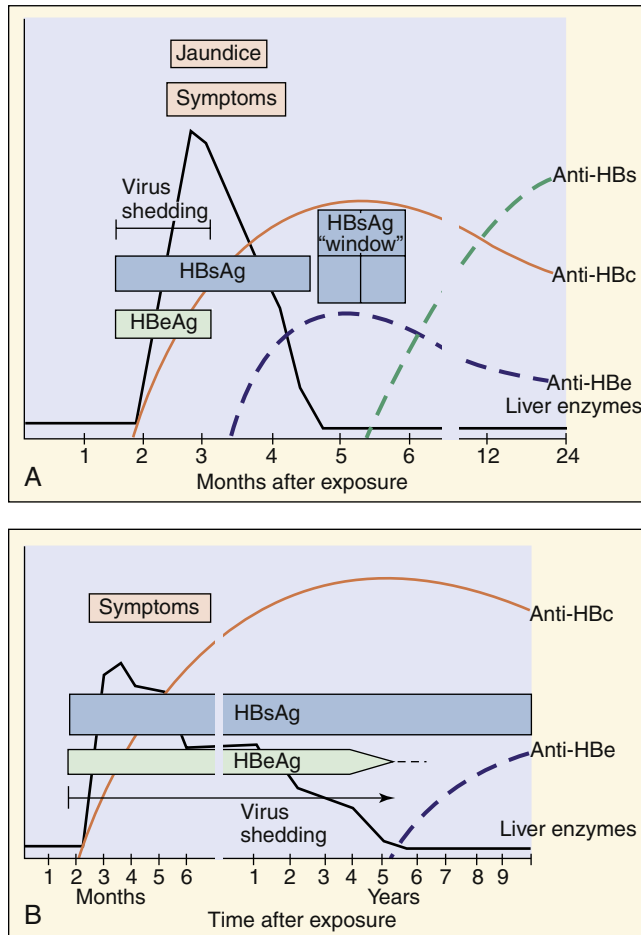 Jaundice
Symptoms
Virus
shedding
HBsAg
HBeAg
HBsAg
"window"
Anti-HBs
Anti-HBc
Anti-HBe
Liver enzymes
1 2 3 4 5 6 12 24
A
Months after exposure
Symptoms
Anti-HBc
HBsAg
HBeAg
Anti-HBe
Virus
shedding
Liver enzymes
1 2 3 4 5 6 1 2 3 4 5 6 7 8 9
Months Years
B
Time after exposure